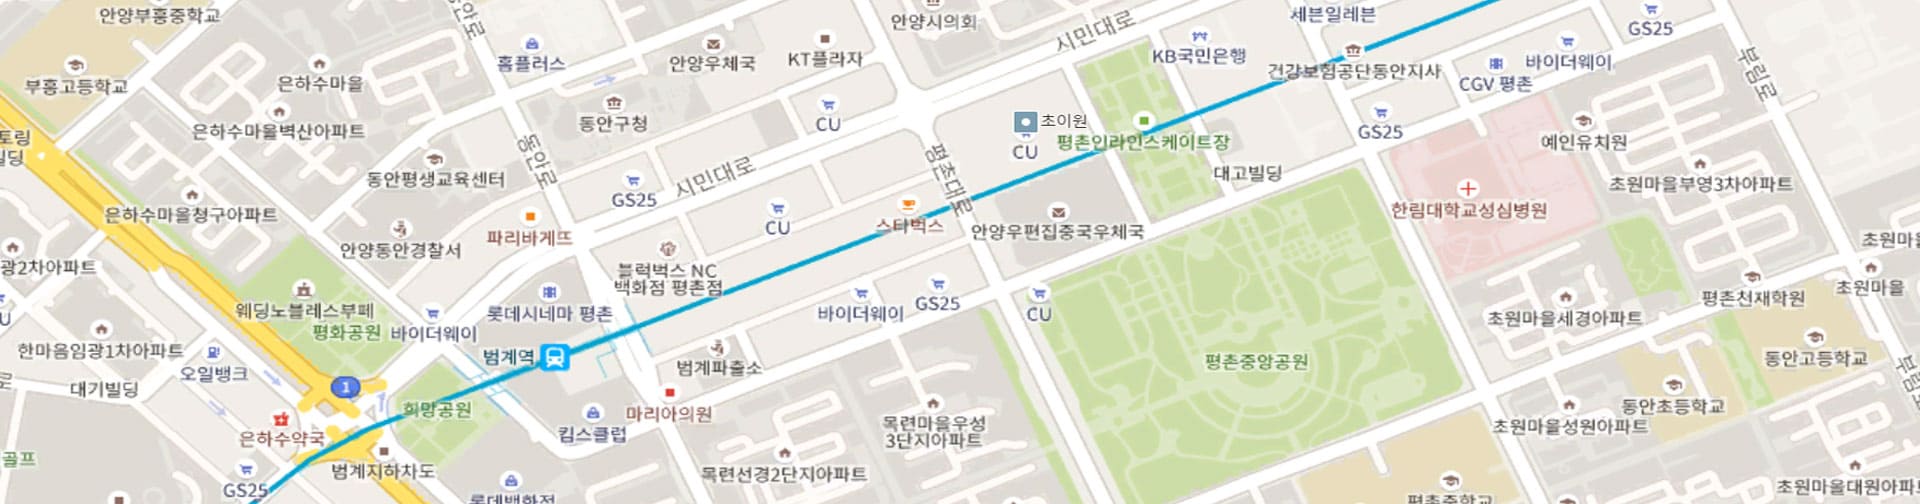 안양부흥중학교
부흥고등학교
은하수마을
은하수마을벽산아파트
은하수마을청구아파트
동안평생교육센터
안양동안경찰서
홈플러스
안양우체국
KT플라자
안양시의회
시민대로
세븐일레븐
KB국민은행
건강보험공단동안지사
CGV 평촌
바이더웨이
GS25
부림로
동안구청
CU
초이원
CU
평촌인라인스케이트장
GS25
예인유치원
동안로
시민대로
평촌대로
대고빌딩
초원마을부영3차아파트
한림대학교성심병원
GS25
파리바게뜨
CU
스타벅스
안양우편집중국우체국
블럭벅스 NC
백화점 평촌점
웨딩노블레스부페
평화공원
바이더웨이
롯데시네마 평촌
바이더웨이
GS25
CU
초원마을세경아파트
평촌천재학원
초원마을
광2차아파트
한마음임광1차아파트
오일뱅크
대기빌딩
범계역
범계파출소
평촌중앙공원
동안고등학교
1
희망공원
마리아의원
킴스클럽
은하수약국
범계지하차도
GS25
골프
목련마을우성
3단지아파트
목련선경2단지아파트
롯데백화점
동안초등학교
초원마을성원아파트
평촌중학교
초원마을대원아파